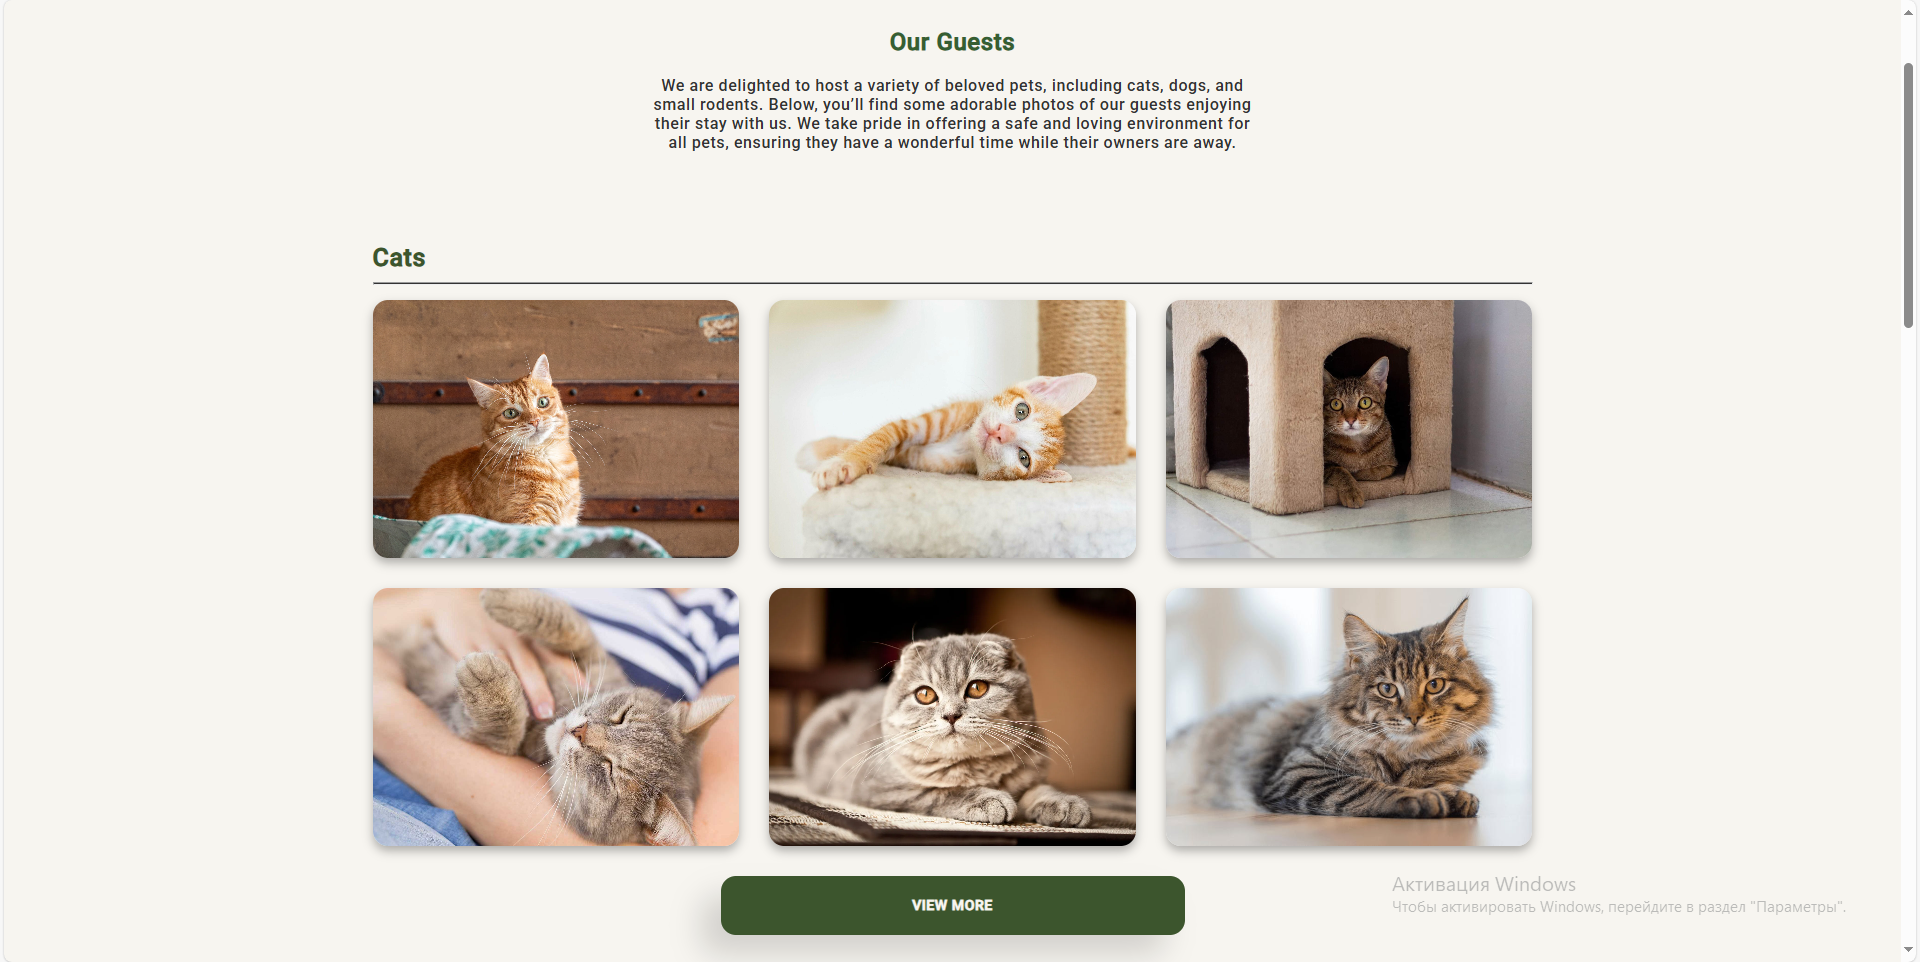 Our Guests
We are delighted to host a variety of beloved pets, including cats, dogs, and
small rodents. Below, you’ll find some adorable photos of our guests enjoying
their stay with us. We take pride in offering a safe and loving environment for
all pets, ensuring they have a wonderful time while their owners are away.
Cats
VIEW MORE
Активация Windows
Чтобы активировать Windows, перейдите в раздел "Параметры".